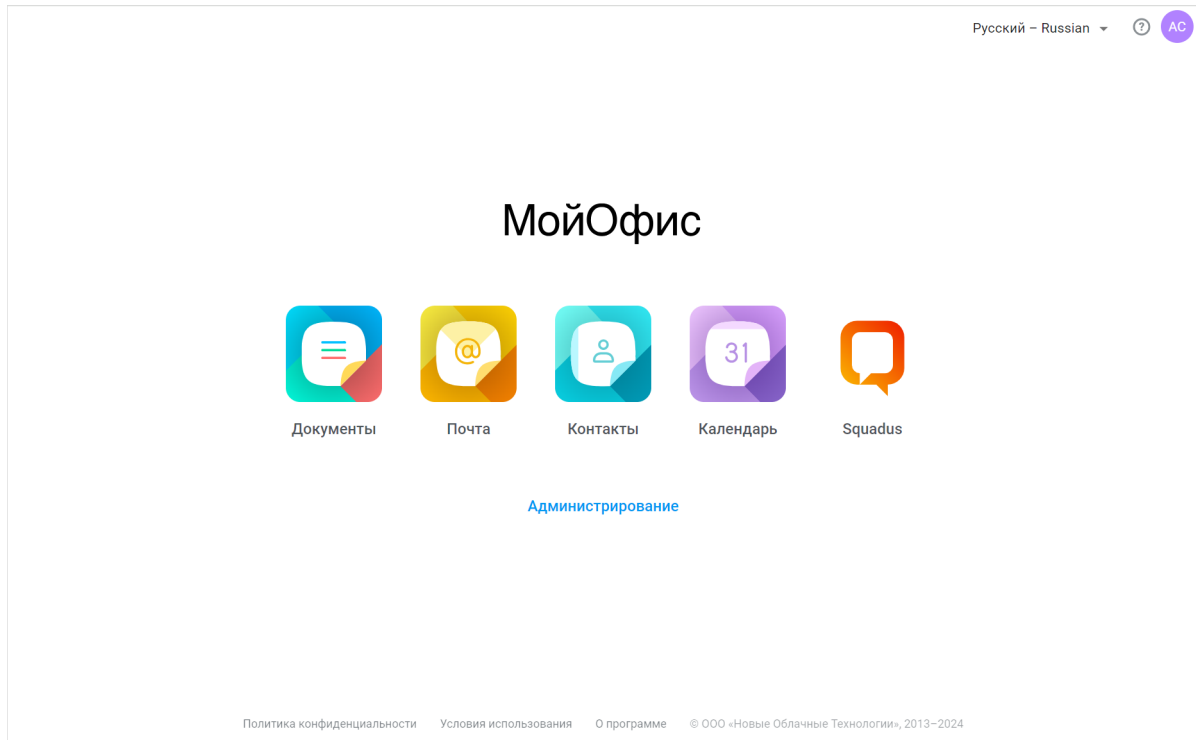 Русский – Russian
?
АС
МойОфис
@
31
Документы
Почта
Контакты
Календарь
Squadus
Администрирование
Политика конфиденциальности
Условия использования
О программе
© ООО «Новые Облачные Технологии», 2013–2024